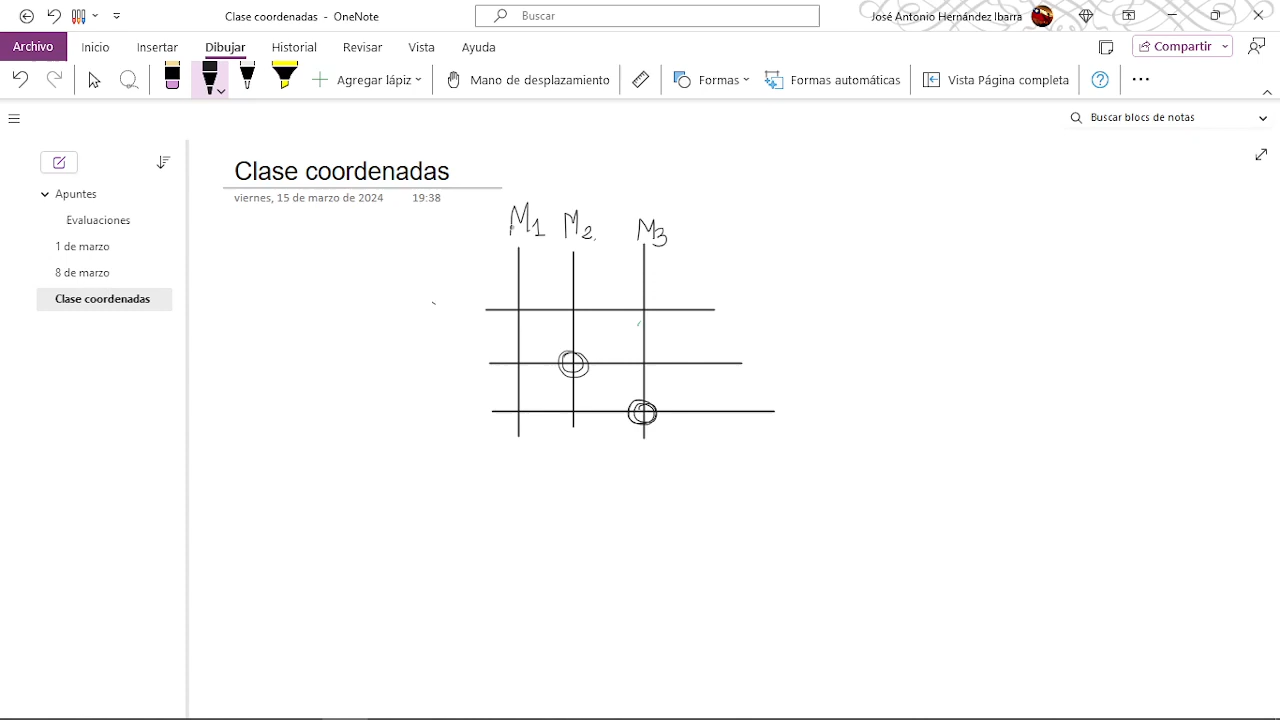 Clase coordenadas - OneNote
Buscar
José Antonio Hernández Ibarra
Archivo Inicio Insertar Dibujar Historial Revisar Vista Ayuda Compartir
Agregar lápiz Mano de desplazamiento Formas Formas automáticas Vista Página completa
Buscar blocs de notas
Apuntes
Evaluaciones
1 de marzo
8 de marzo
Clase coordenadas
Clase coordenadas
viernes, 15 de marzo de 2024 19:38
M1 M2 M3